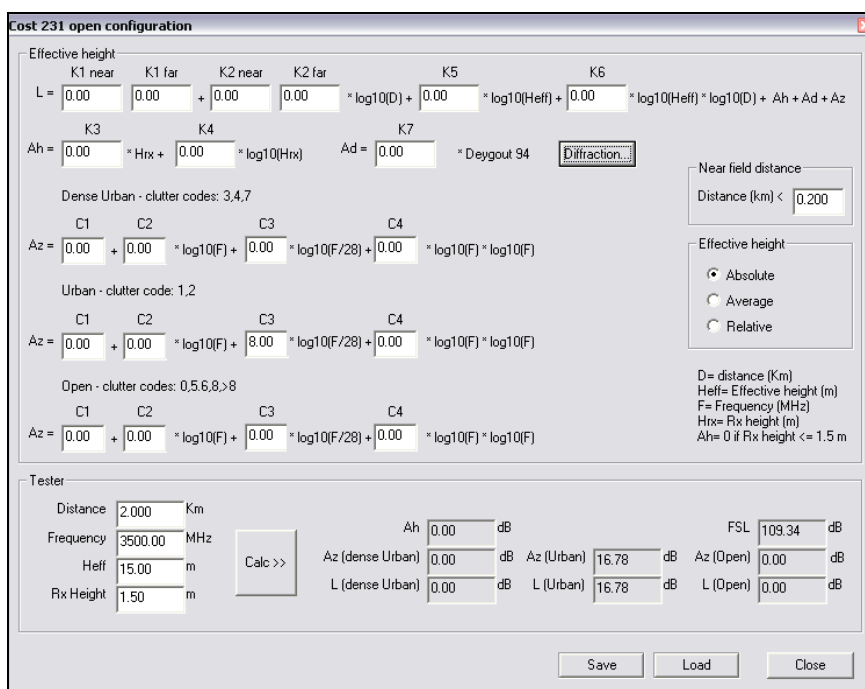 Cost 231 open configuration
Effective height
K1 near K1 far K2 near K2 far K5 K6
L = 0.00 0.00 + 0.00 0.00 * log10(D) + 0.00 * log10(Heff) + 0.00 * log10(Heff) * log10(D) + Ah + Ad + Az
K3 K4 K7
Ah = 0.00 * Hrx + 0.00 * log10(Hrx) Ad = 0.00 * Deygout 94 Diffraction...
Near field distance
Distance (km) < 0.200
Dense Urban - clutter codes: 3,4,7
C1 C2 C3 C4
Az = 0.00 + 0.00 * log10(F) + 0.00 * log10(F/28) + 0.00 * log10(F) * log10(F)
Effective height
Absolute
Average
Relative
Urban - clutter code: 1,2
C1 C2 C3 C4
Az = 0.00 + 0.00 * log10(F) + 8.00 * log10(F/28) + 0.00 * log10(F) * log10(F)
Open - clutter codes: 0,5.6,8,>8
C1 C2 C3 C4
Az = 0.00 + 0.00 * log10(F) + 0.00 * log10(F/28) + 0.00 * log10(F) * log10(F)
D= distance (Km)
Heff= Effective height (m)
F= Frequency (MHz)
Hrx= Rx height (m)
Ah= 0 if Rx height <= 1.5 m
Tester
Distance 2.000 Km
Frequency 3500.00 MHz
Heff 15.00 m
Rx Height 1.50 m
Calc >>
Ah 0.00 dB FSL 109.34 dB
Az (dense Urban) 0.00 dB Az (Urban) 16.78 dB Az (Open) 0.00 dB
L (dense Urban) 0.00 dB L (Urban) 16.78 dB L (Open) 0.00 dB
Save Load Close